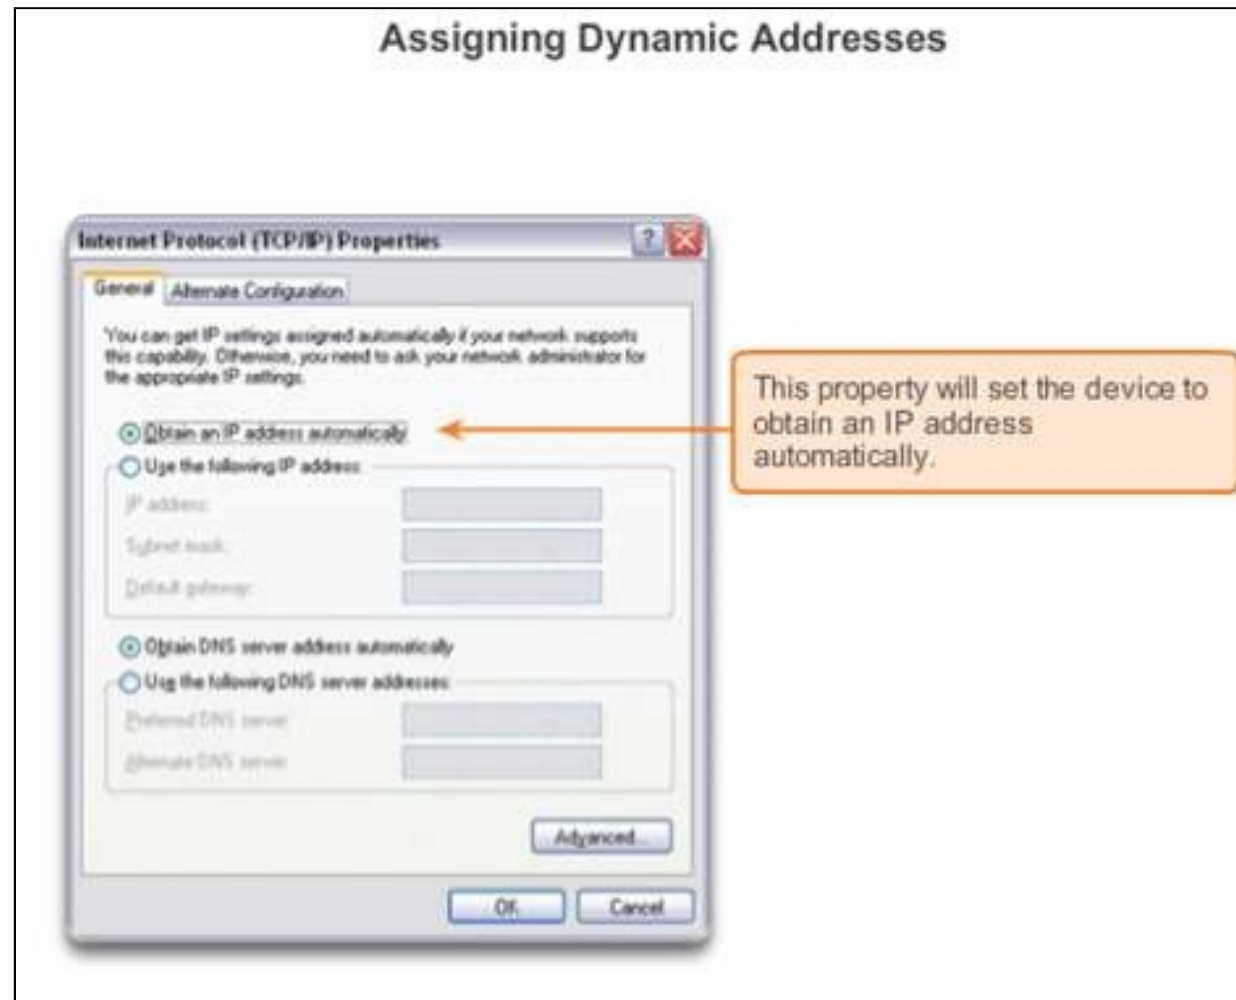 Assigning Dynamic Addresses
Internet Protocol (TCP/IP) Properties
General
Alternate Configuration
You can get IP settings assigned automatically if your network supports
this capability. Otherwise, you need to ask your network administrator for
the appropriate IP settings.
Obtain an IP address automatically
Use the following IP address:
IP address:
Subnet mask:
Default gateway:
Obtain DNS server address automatically
Use the following DNS server addresses:
Preferred DNS server:
Alternate DNS server:
Advanced...
OK
Cancel
This property will set the device to
obtain an IP address
automatically.